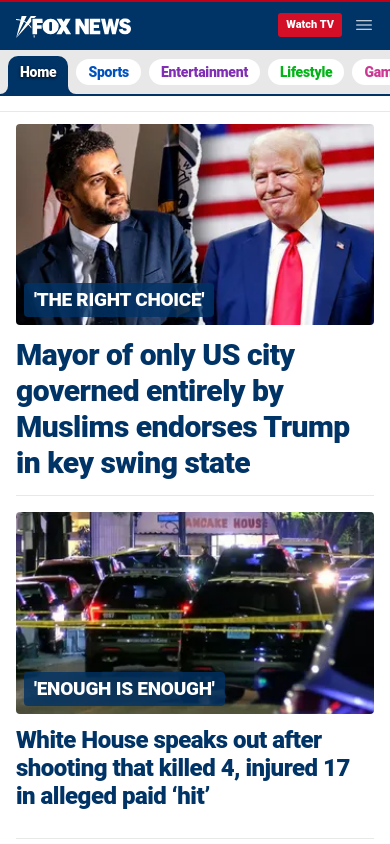 FOX NEWS
Watch TV
Home
Sports
Entertainment
Lifestyle
Gam
'THE RIGHT CHOICE'
Mayor of only US city
governed entirely by
Muslims endorses Trump
in key swing state
PANCAKE HOUSE
'ENOUGH IS ENOUGH'
White House speaks out after
shooting that killed 4, injured 17
in alleged paid ‘hit’